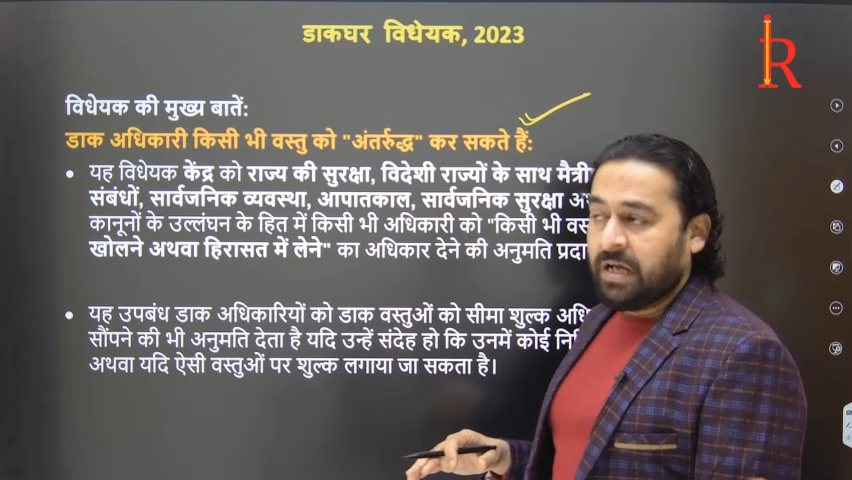 डाकघर विधेयक, 2023
R
विधेयक की मुख्य बातें:
डाक अधिकारी किसी भी वस्तु को "अंतर्रुद्ध" कर सकते हैं:
यह विधेयक केंद्र को राज्य की सुरक्षा, विदेशी राज्यों के साथ मैत्री
संबंधों, सार्वजनिक व्यवस्था, आपातकाल, सार्वजनिक सुरक्षा
कानूनों के उल्लंघन के हित में किसी भी अधिकारी को "किसी भी
खोलने अथवा हिरासत में लेने" का अधिकार देने की अनुमति
यह उपबंध डाक अधिकारियों को डाक वस्तुओं को सीमा शुल्क
सौंपने की भी अनुमति देता है यदि उन्हें संदेह हो कि उनमें कोई
अथवा यदि ऐसी वस्तुओं पर शुल्क लगाया जा सकता है।